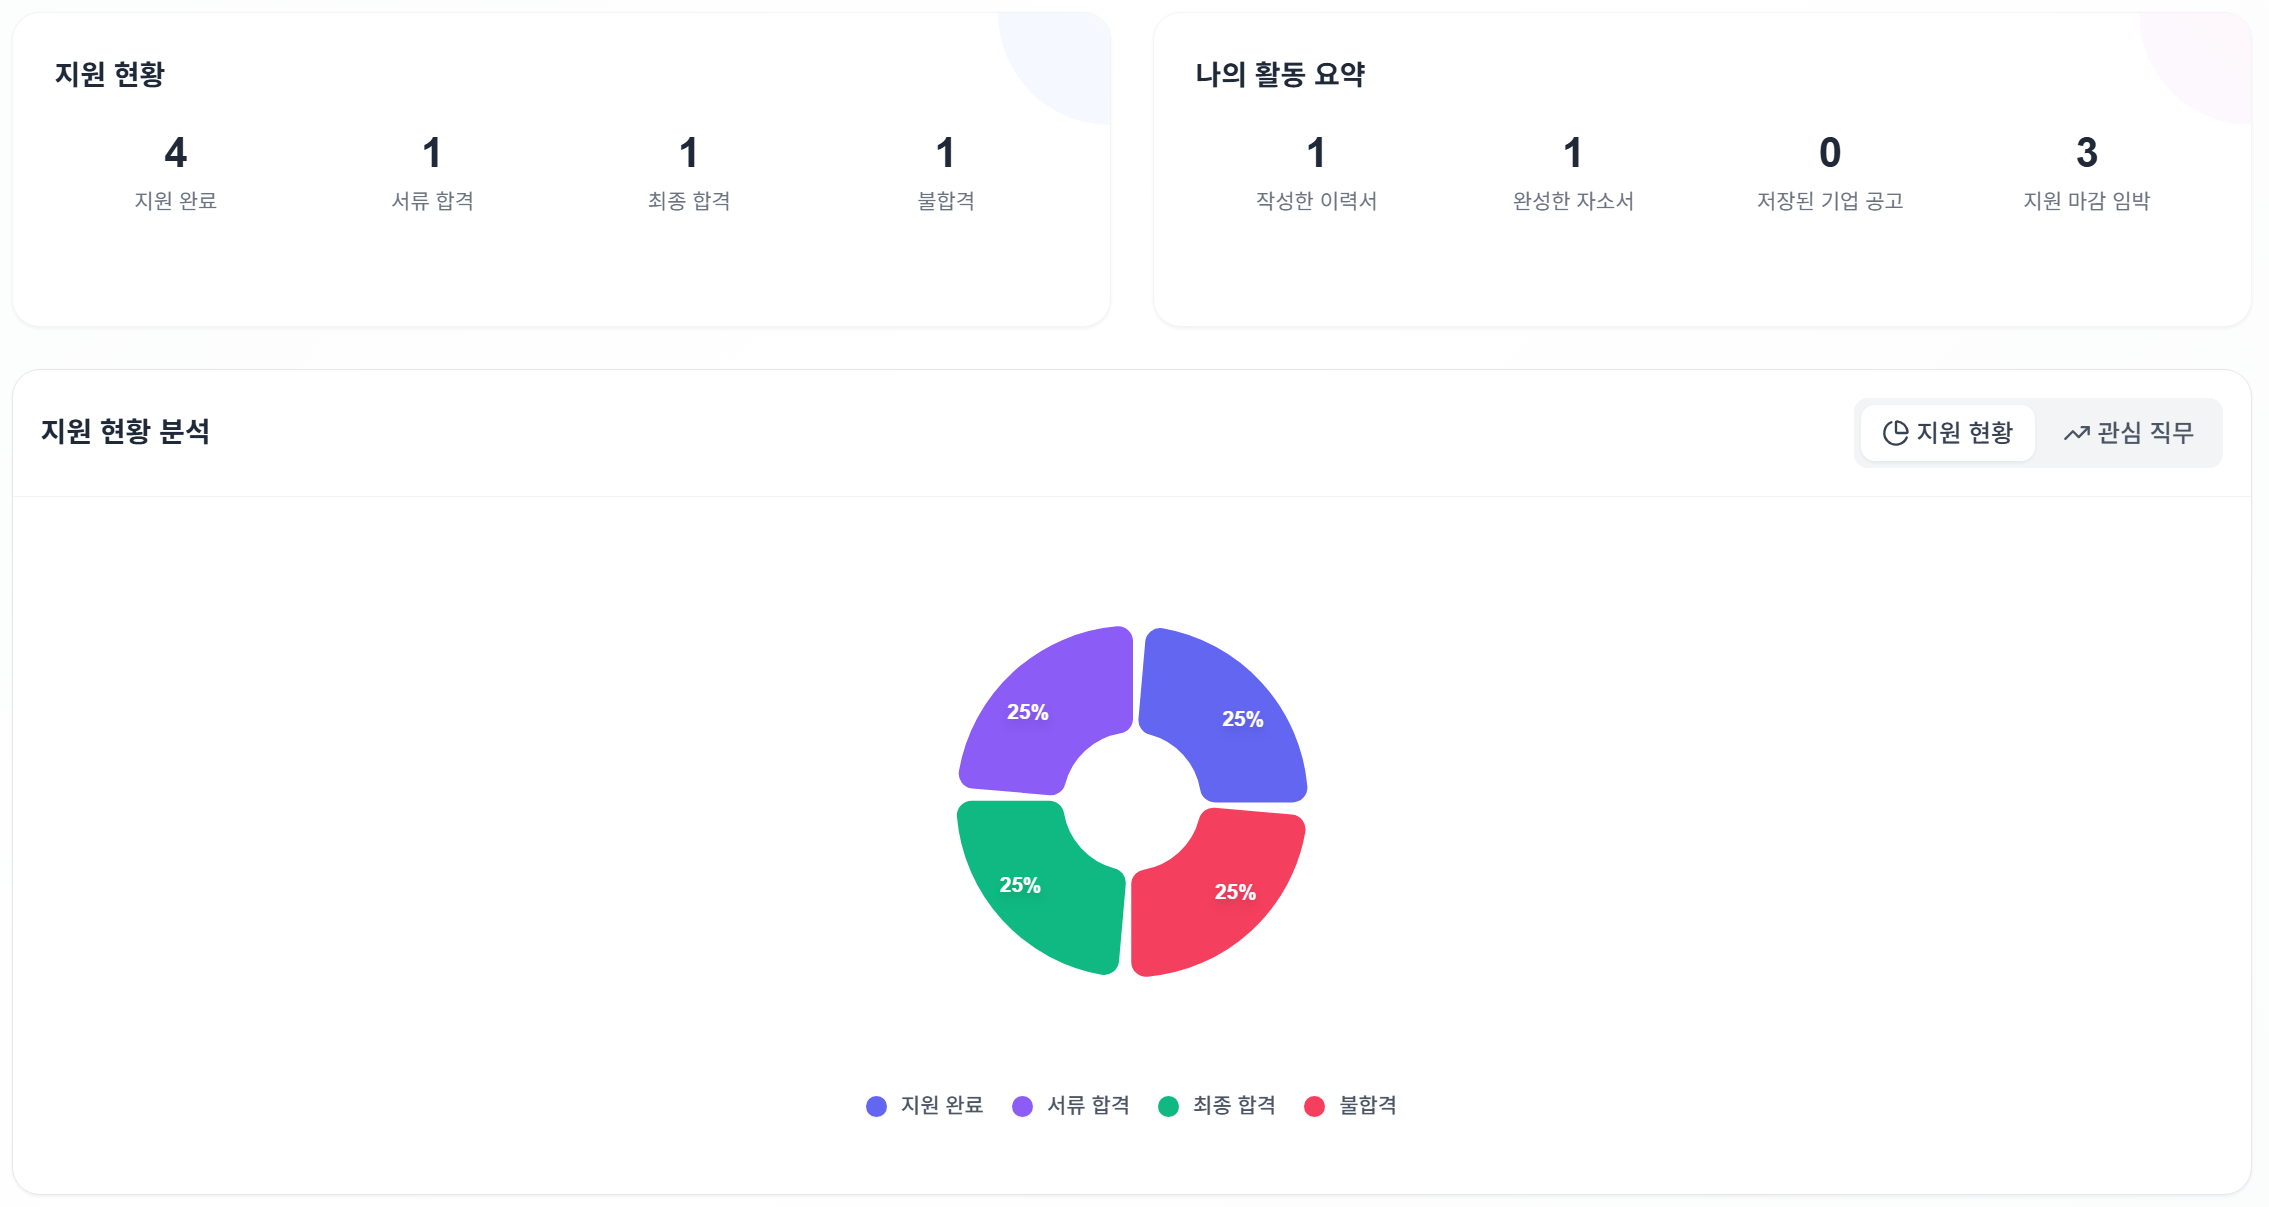 지원 현황
4
지원 완료
1
서류 합격
1
최종 합격
1
불합격
나의 활동 요약
1
작성한 이력서
1
완성한 자소서
0
저장된 기업 공고
3
지원 마감 임박
지원 현황 분석
지원 현황
관심 직무
25%
25%
25%
25%
지원 완료
서류 합격
최종 합격
불합격